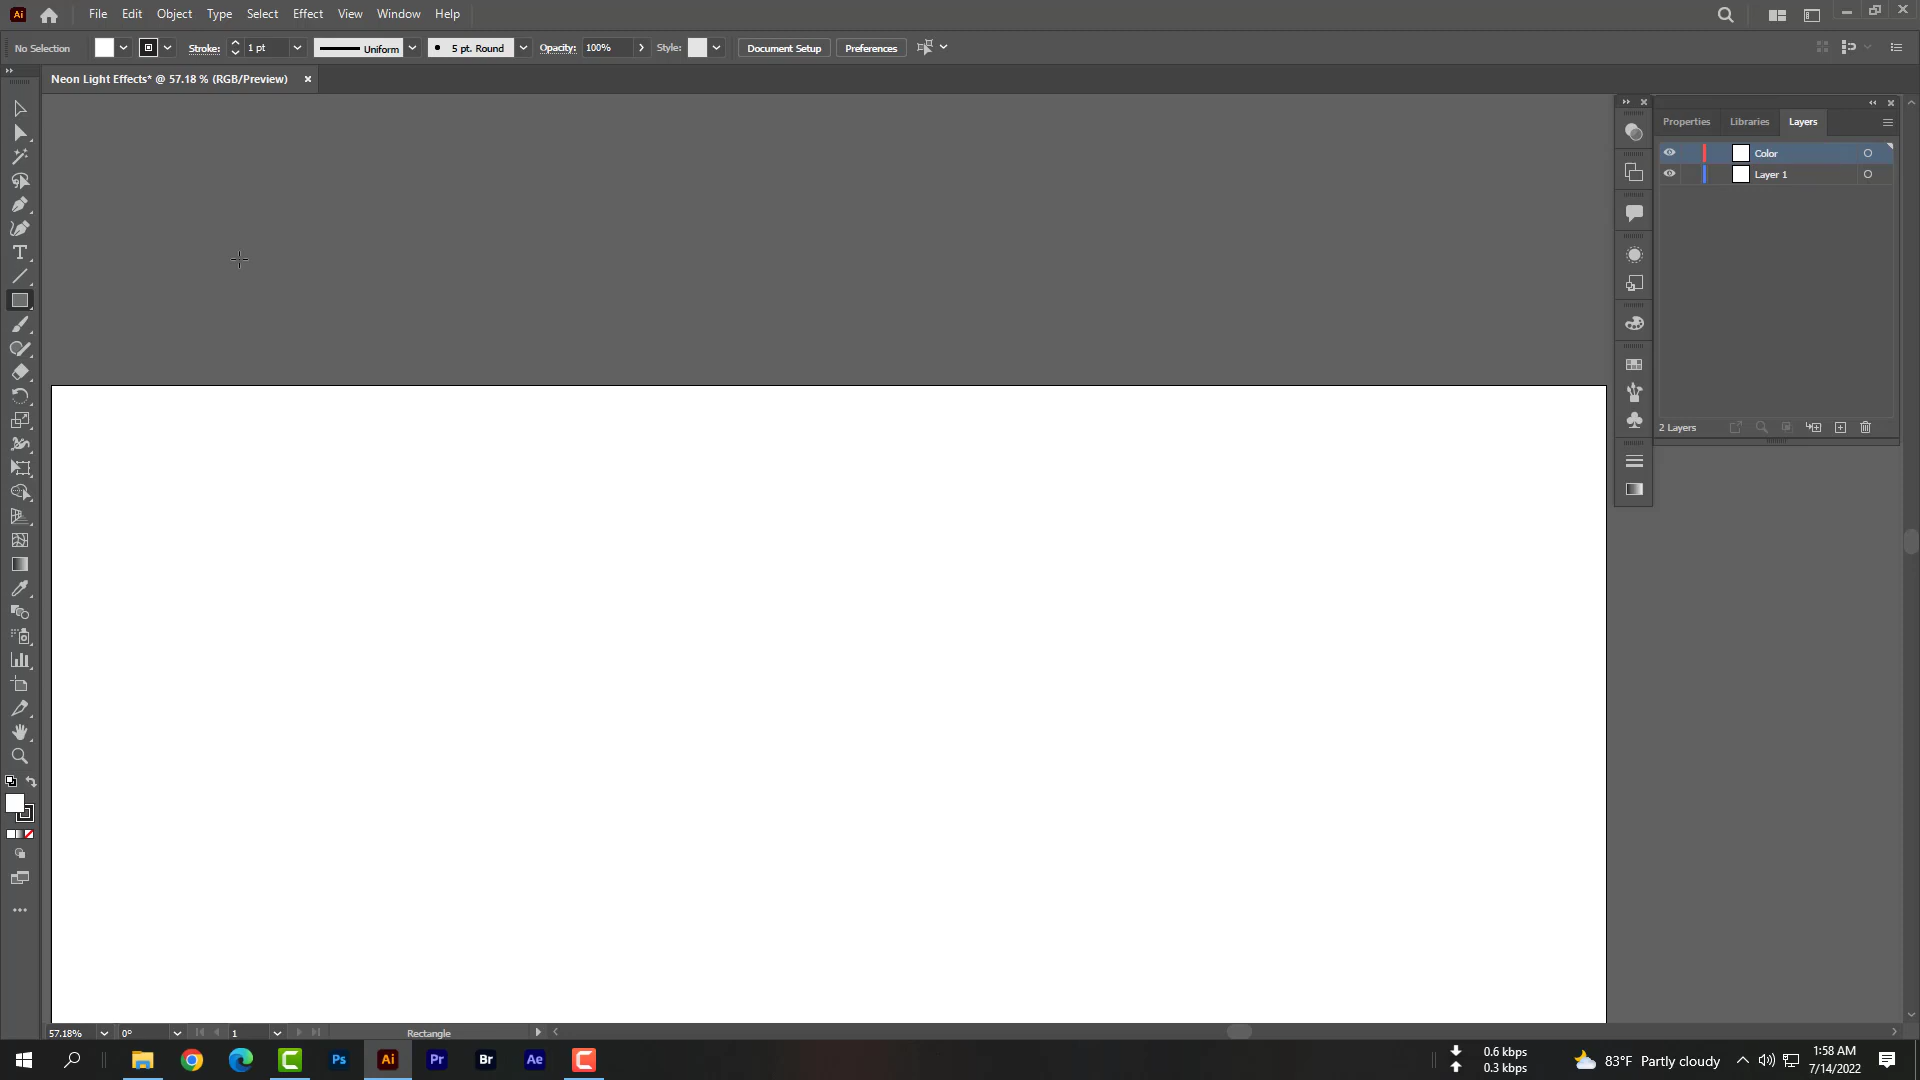 Ai File Edit Object Type Select Effect View Window Help
No Selection Stroke: 1 pt Uniform 5 pt. Round Opacity: 100% Style: Document Setup Preferences
Neon Light Effects* @ 57.18 % (RGB/Preview)
Properties Libraries Layers
Color
Layer 1
2 Layers
57.18% 0° 1 Rectangle
Ps Ai Pr Br Ae
0.6 kbps
0.3 kbps
83°F Partly cloudy
1:58 AM
7/14/2022